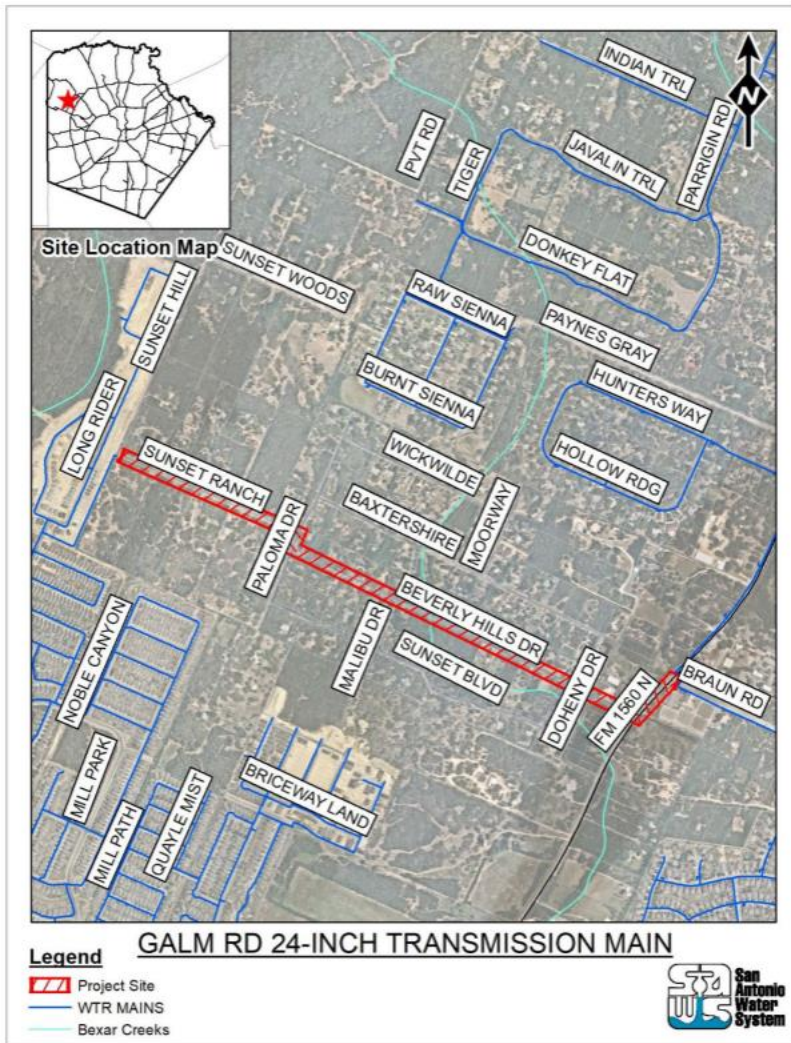 N
Site Location Map
INDIAN TRL
PARRIGIN RD
PVT RD
TIGER
JAVALIN TRL
SUNSET HILL
SUNSET WOODS
DONKEY FLAT
RAW SIENNA
PAYNES GRAY
BURNT SIENNA
HUNTERS WAY
LONG RIDER
SUNSET RANCH
WICKWILDE
HOLLOW RDG
PALOMA DR
BAXTERSHIRE
MOORWAY
BEVERLY HILLS DR
NOBLE CANYON
MALIBU DR
SUNSET BLVD
DOHENY DR
FM 1560 N
BRAUN RD
MILL PARK
MILL PATH
QUAYLE MIST
BRICEWAY LAND
GALM RD 24-INCH TRANSMISSION MAIN
Legend
Project Site
WTR MAINS
Bexar Creeks
SAWS
San
Antonio
Water
System